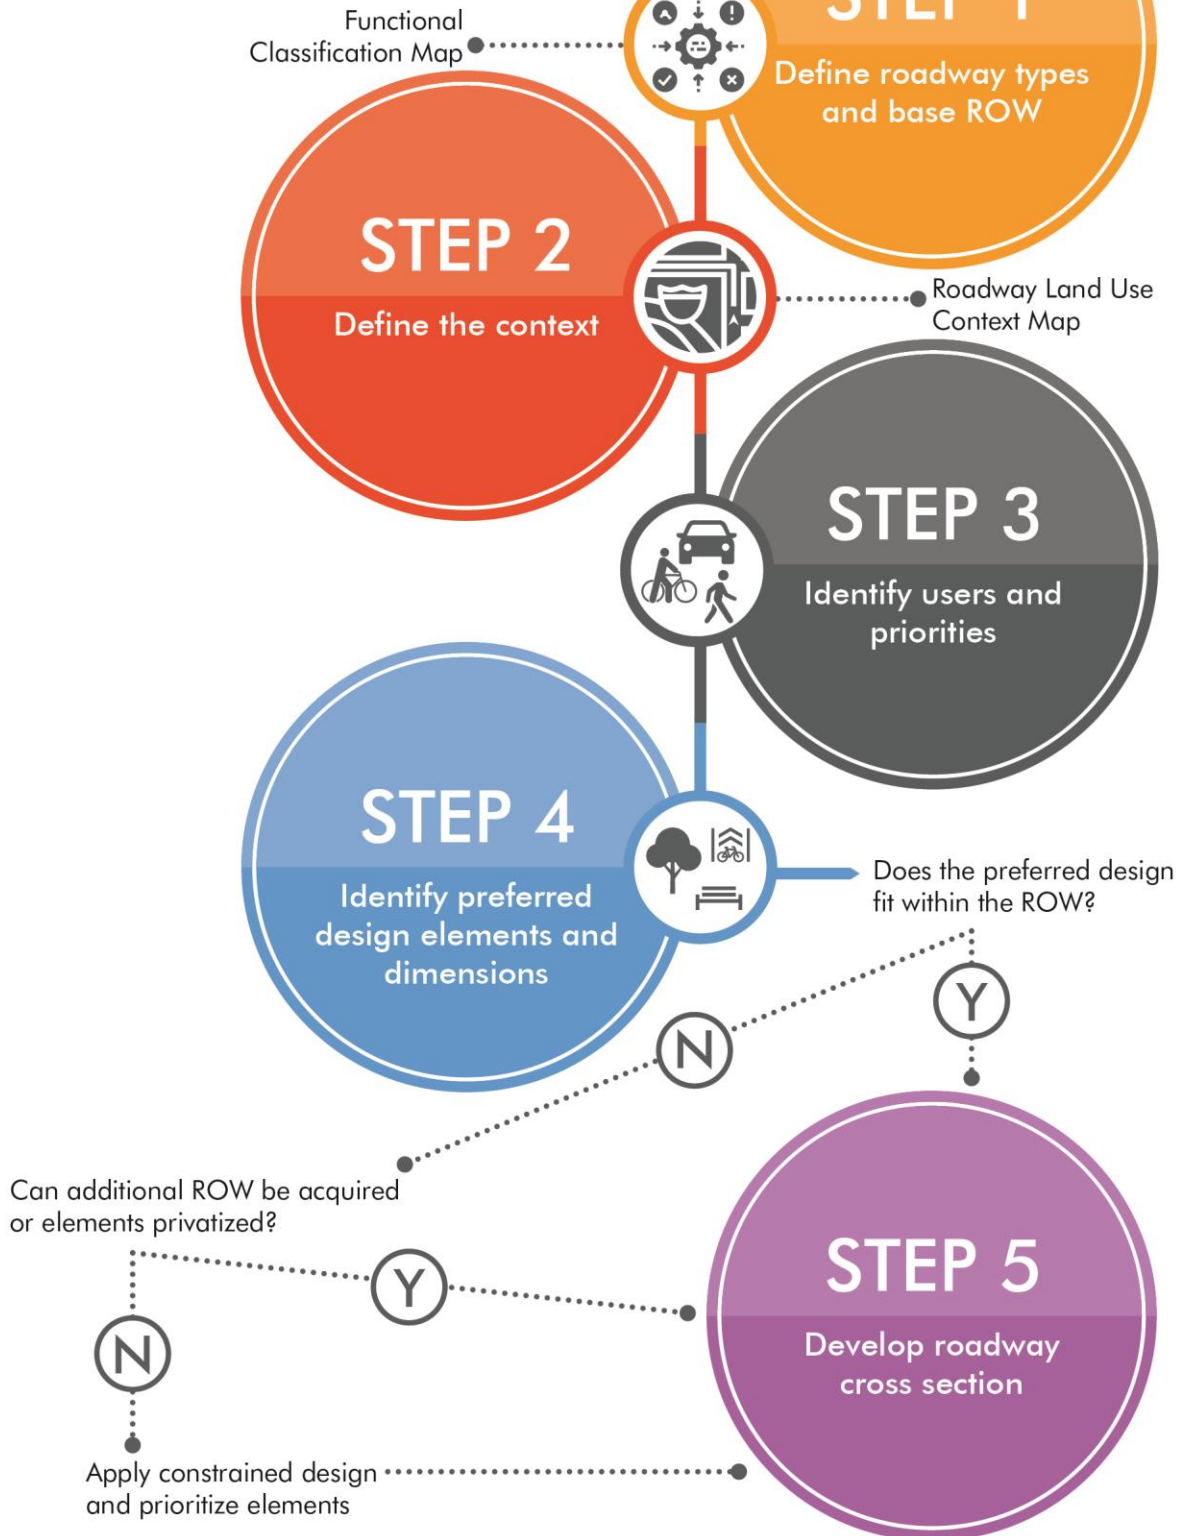 Functional
Classification Map
STEP 1
Define roadway types
and base ROW
STEP 2
Define the context
Roadway Land Use
Context Map
STEP 3
Identify users and
priorities
STEP 4
Identify preferred
design elements and
dimensions
Does the preferred design
fit within the ROW?
Y
N
Can additional ROW be acquired
or elements privatized?
Y
N
STEP 5
Develop roadway
cross section
Apply constrained design
and prioritize elements